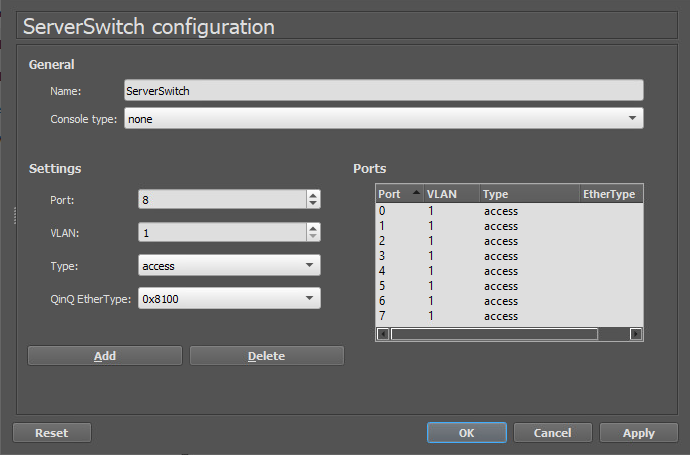 ServerSwitch configuration
General
Name: ServerSwitch
Console type: none
Settings
Port: 8
VLAN: 1
Type: access
QinQ EtherType: 0x8100
Add Delete
Ports
Port VLAN Type EtherType
0 1 access
1 1 access
2 1 access
3 1 access
4 1 access
5 1 access
6 1 access
7 1 access
Reset OK Cancel Apply